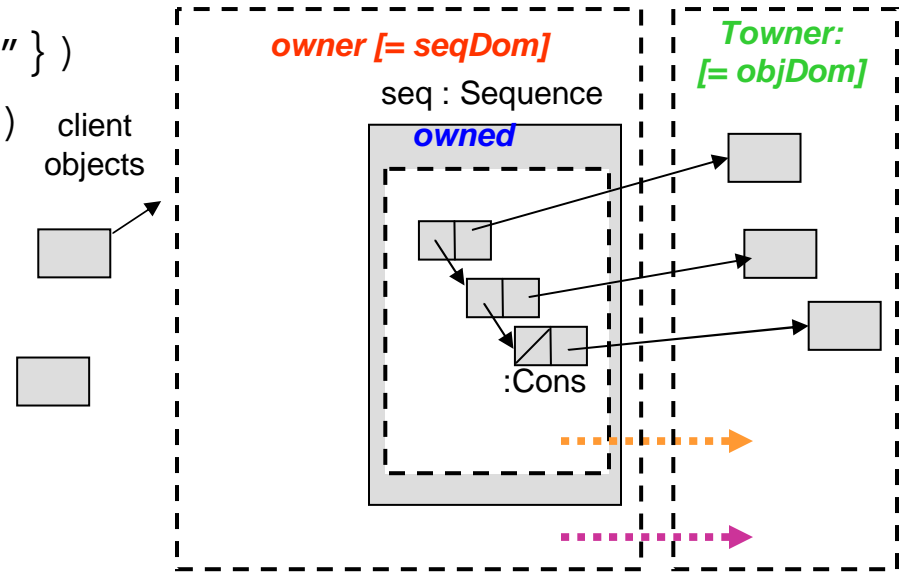 " } )
)
client
objects
owner [= seqDom]
seq : Sequence
owned
:Cons
Towner:
[= objDom]